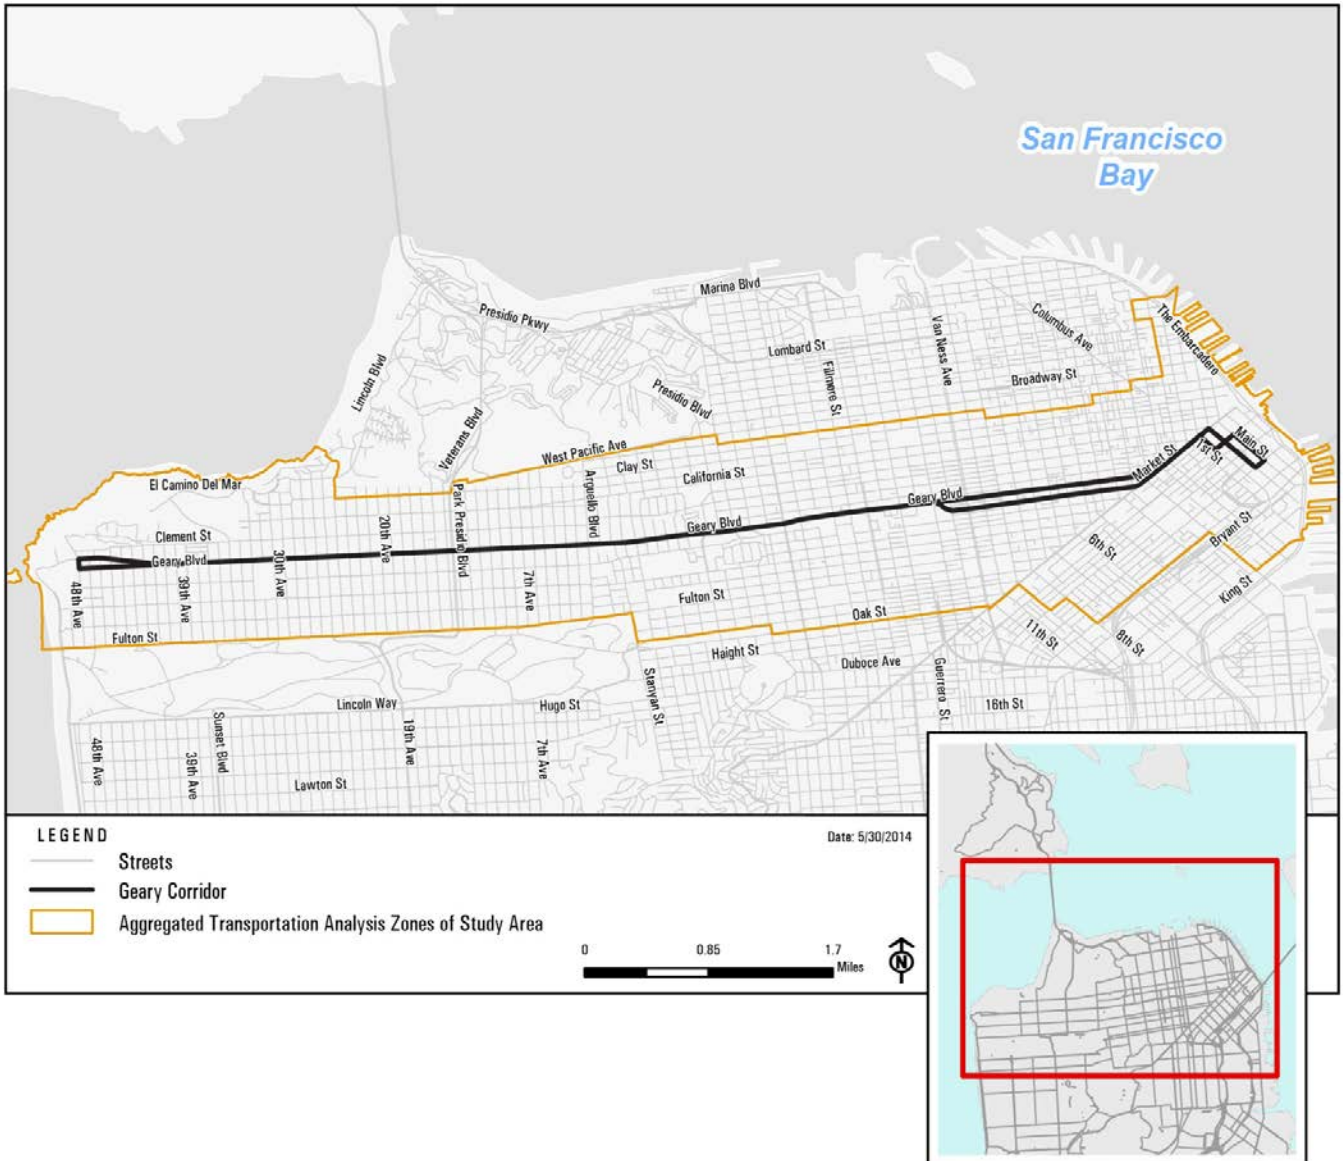 San Francisco
Bay
Marina Blvd
Presidio Pkwy
Columbus Ave
The Embarcadero
Van Ness Ave
Lombard St
Fillmore St
Broadway St
Lincoln Blvd
Presidio Blvd
Veterans Blvd
West Pacific Ave
Clay St
California St
Market St
1st St
Main St
El Camino Del Mar
Park Presidio Blvd
Arguello Blvd
Geary Blvd
Geary Blvd
Clement St
20th Ave
Geary Blvd
30th Ave
39th Ave
48th Ave
7th Ave
Bryant St
6th St
King St
Fulton St
Fulton St
Oak St
11th St
8th St
Haight St
Duboce Ave
Guerrero St
Stanyan St
Lincoln Way
Hugo St
16th St
Sunset Blvd
19th Ave
48th Ave
39th Ave
7th Ave
Lawton St
LEGEND
Date: 5/30/2014
Streets
Geary Corridor
Aggregated Transportation Analysis Zones of Study Area
0 0.85 1.7
Miles
N